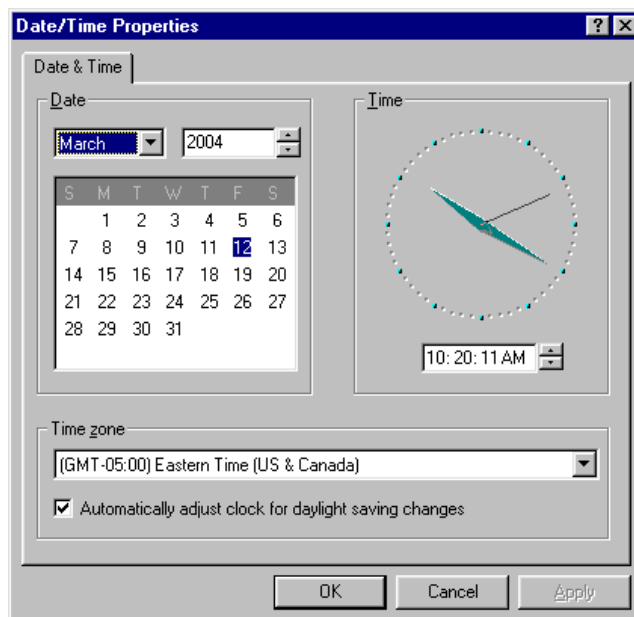 Date/Time Properties
Date & Time
Date
Time
March 2004
S M T W T F S
1 2 3 4 5 6
7 8 9 10 11 12 13
14 15 16 17 18 19 20
21 22 23 24 25 26 27
28 29 30 31
10:20:11 AM
Time zone
(GMT-05:00) Eastern Time (US & Canada)
Automatically adjust clock for daylight saving changes
OK Cancel Apply